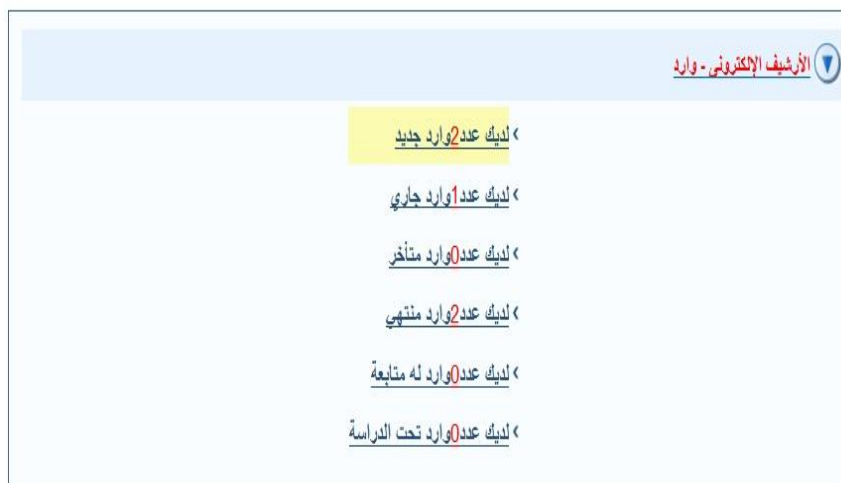 الأرشيف الإلكترونى - وارد
لديك عدد2وارد جديد
لديك عدد1وارد جاري
لديك عدد0وارد متأخر
لديك عدد2وارد منتهي
لديك عدد0وارد له متابعة
لديك عدد0وارد تحت الدراسة